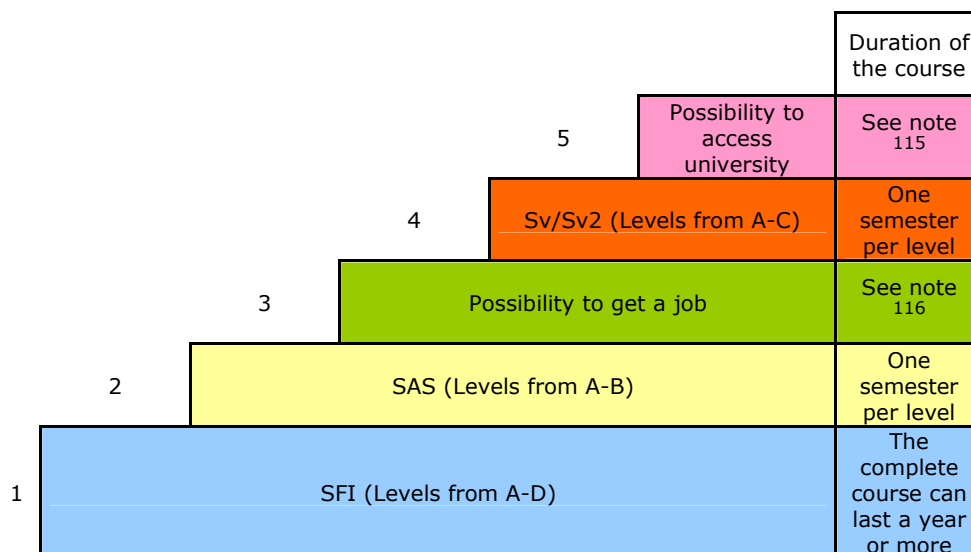 Duration of
the course
5
Possibility to
access
university
See note
115
4
Sv/Sv2 (Levels from A-C)
One
semester
per level
3
Possibility to get a job
See note
116
2
SAS (Levels from A-B)
One
semester
per level
1
SFI (Levels from A-D)
The
complete
course can
last a year
or more